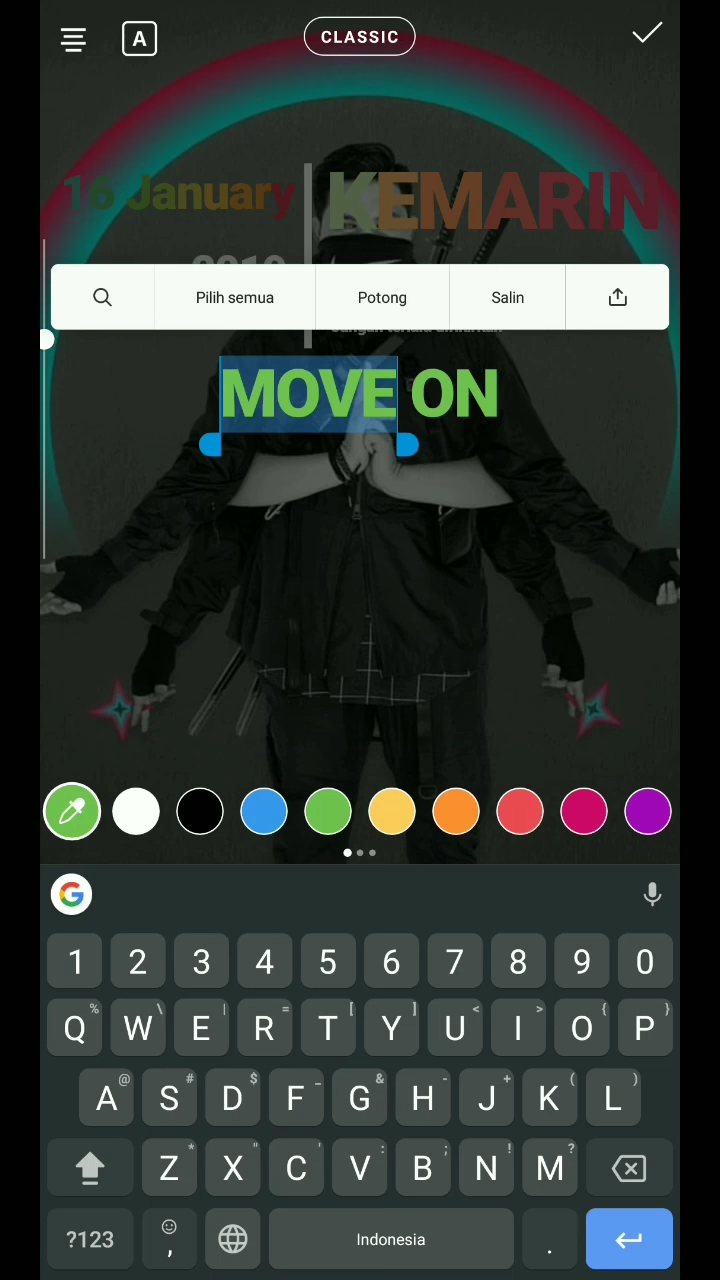 A
CLASSIC
16 January
KEMARIN
2019
Pilih semua
Potong
Salin
MOVE ON
1 2 3 4 5 6 7 8 9 0
% \ | = [ ] < > { }
Q W E R T Y U I O P
@ # $ _ & - + ( )
A S D F G H J K L
* " ' : ; ! ?
Z X C V B N M
?123 , Indonesia .